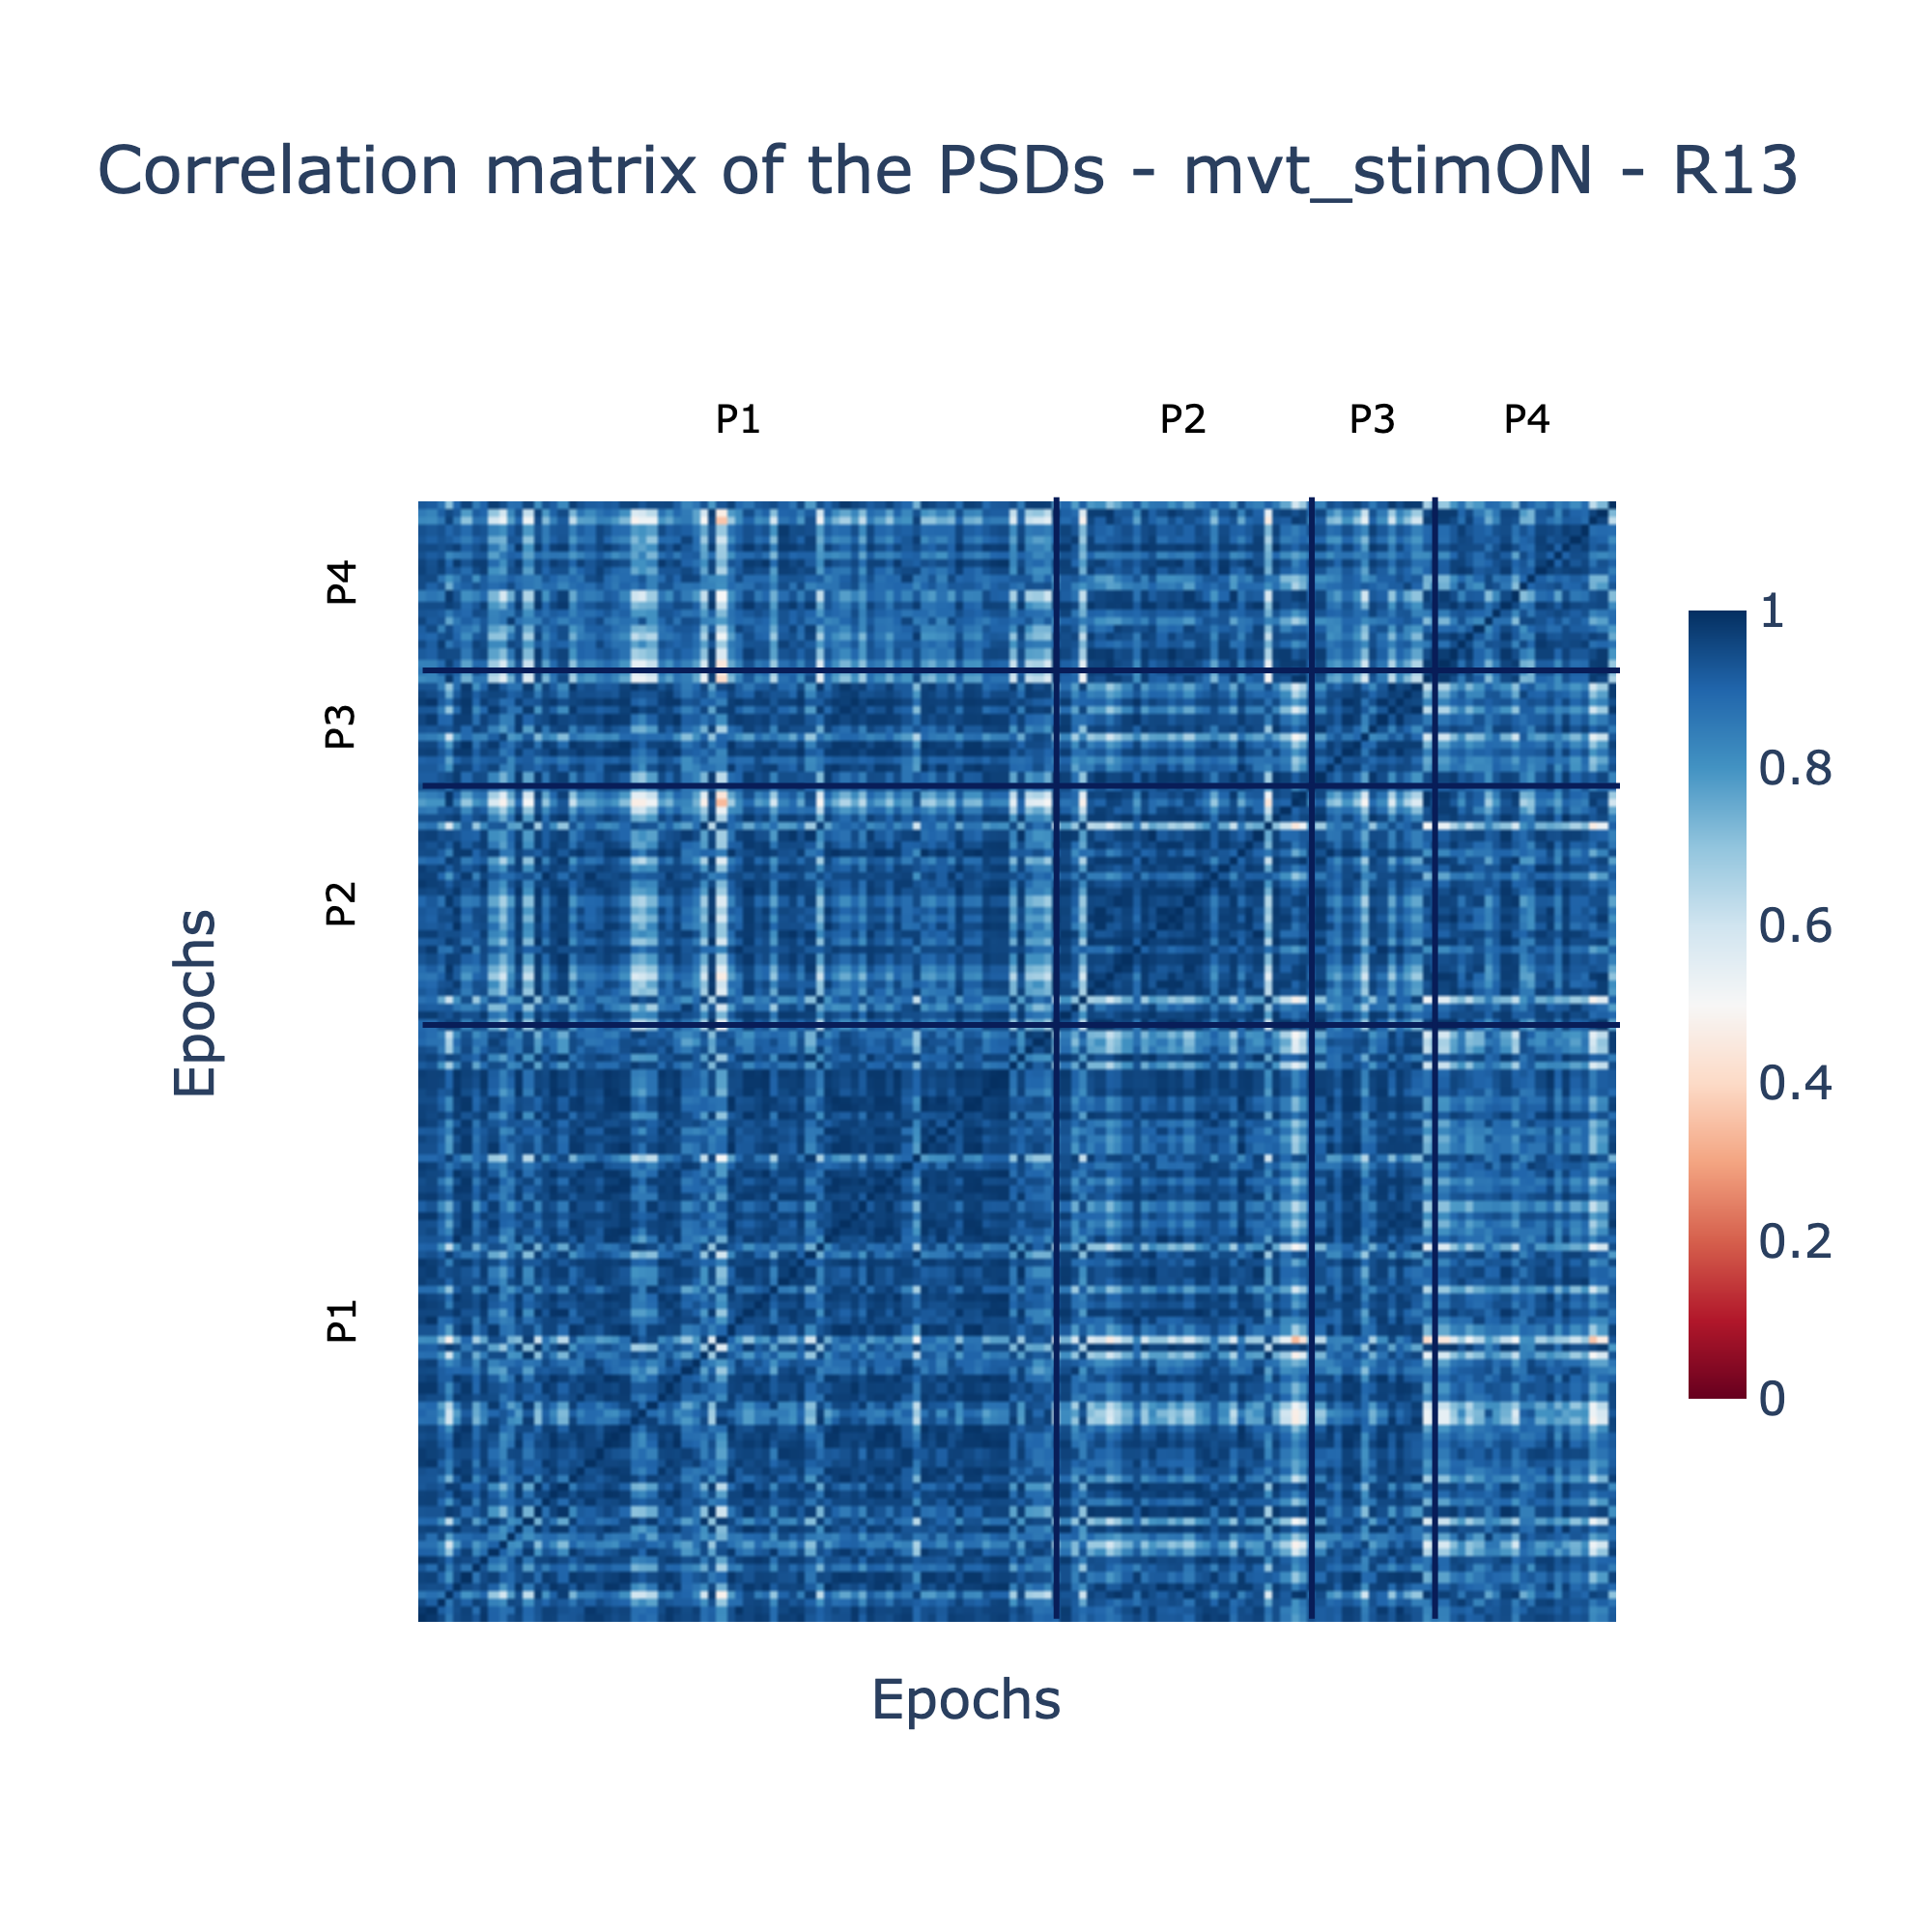 Correlation matrix of the PSDs - mvt_stimON - R13
P1 P2 P3 P4
P4
P3
P2
P1
Epochs
Epochs
1
0.8
0.6
0.4
0.2
0